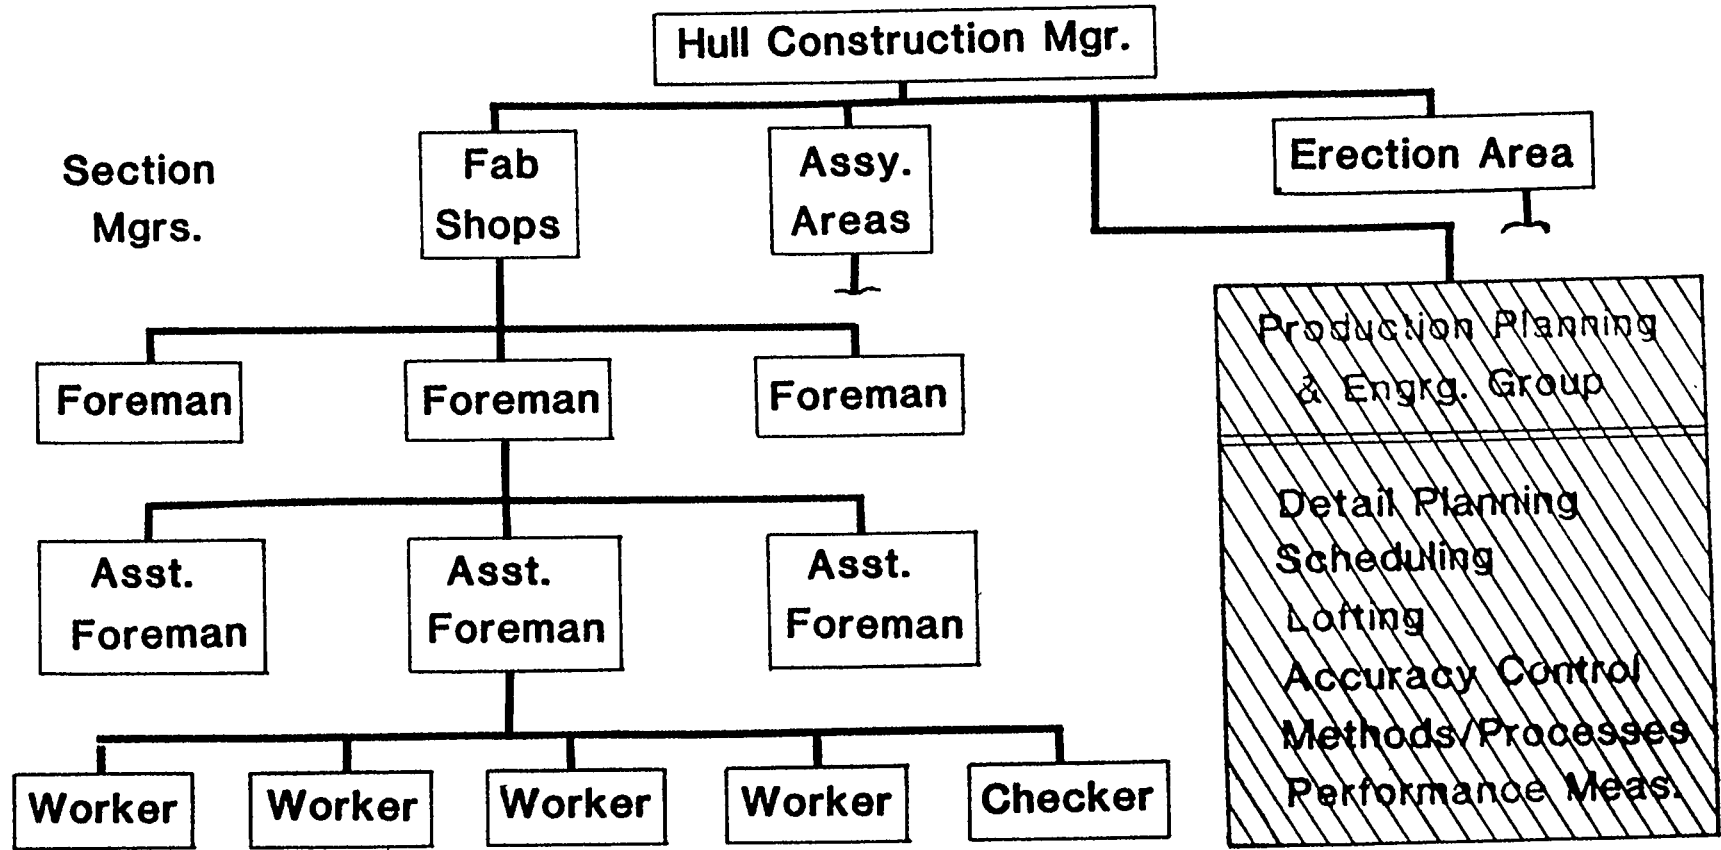 Hull Construction Mgr.
Section
Mgrs.
Fab
Shops
Assy.
Areas
Erection Area
Production Planning
& Engrg. Group
Foreman
Foreman
Foreman
Detail Planning
Scheduling
Lofting
Accuracy Control
Methods/Processes
Performance Meas.
Asst.
Foreman
Asst.
Foreman
Asst.
Foreman
Worker
Worker
Worker
Worker
Checker